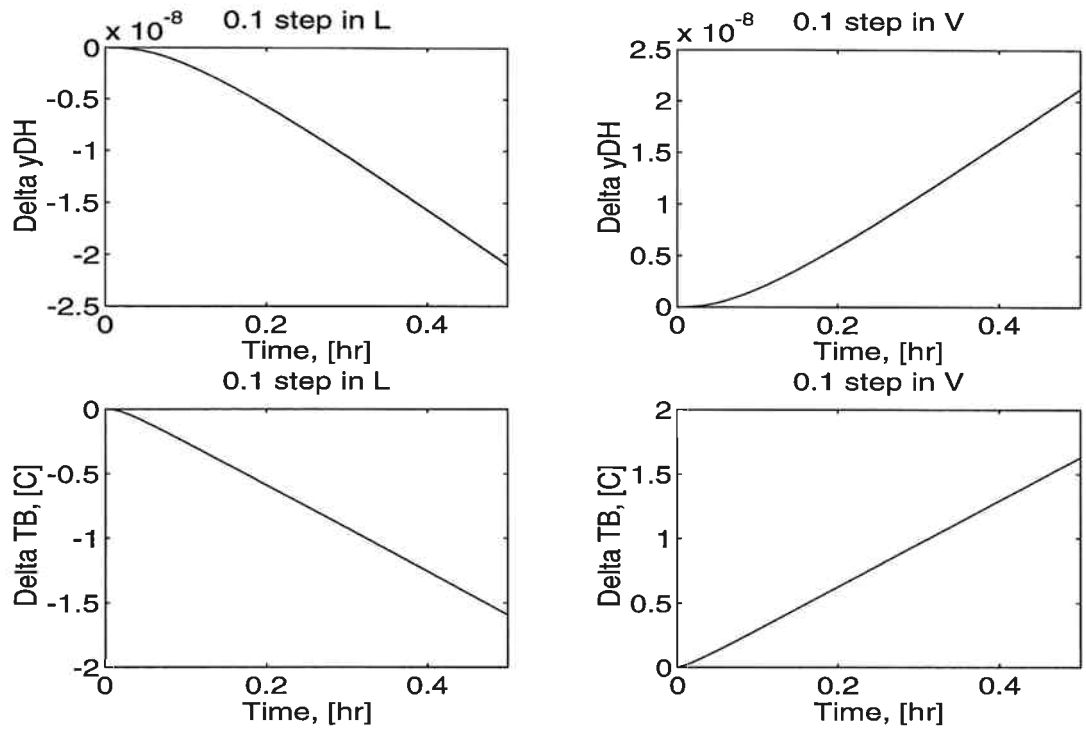 0.1 step in L
x 10-8
0
-0.5
-1
-1.5
-2
-2.5
Delta yDH
0
0.2
0.4
Time, [hr]
0.1 step in V
x 10-8
2.5
2
1.5
1
0.5
0
Delta yDH
0
0.2
0.4
Time, [hr]
0.1 step in L
0
-0.5
-1
-1.5
-2
Delta TB, [C]
0
0.2
0.4
Time, [hr]
0.1 step in V
2
1.5
1
0.5
0
Delta TB, [C]
0
0.2
0.4
Time, [hr]